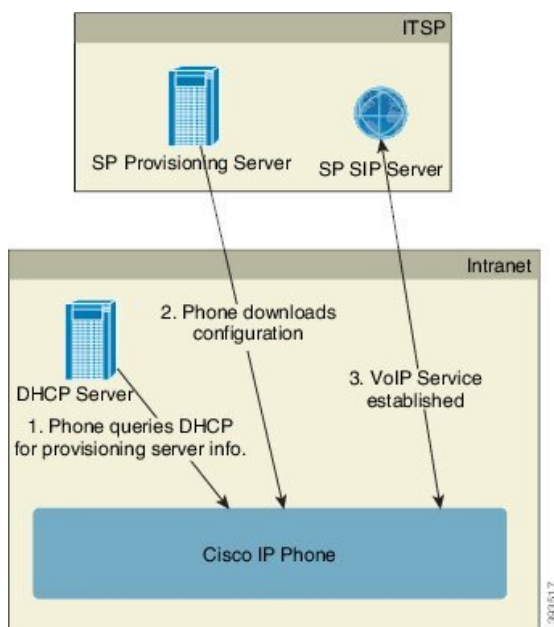 ITSP
SP Provisioning Server
SP SIP Server
Intranet
2. Phone downloads
configuration
DHCP Server
3. VoIP Service
established
1. Phone queries DHCP
for provisioning server info.
Cisco IP Phone
293517